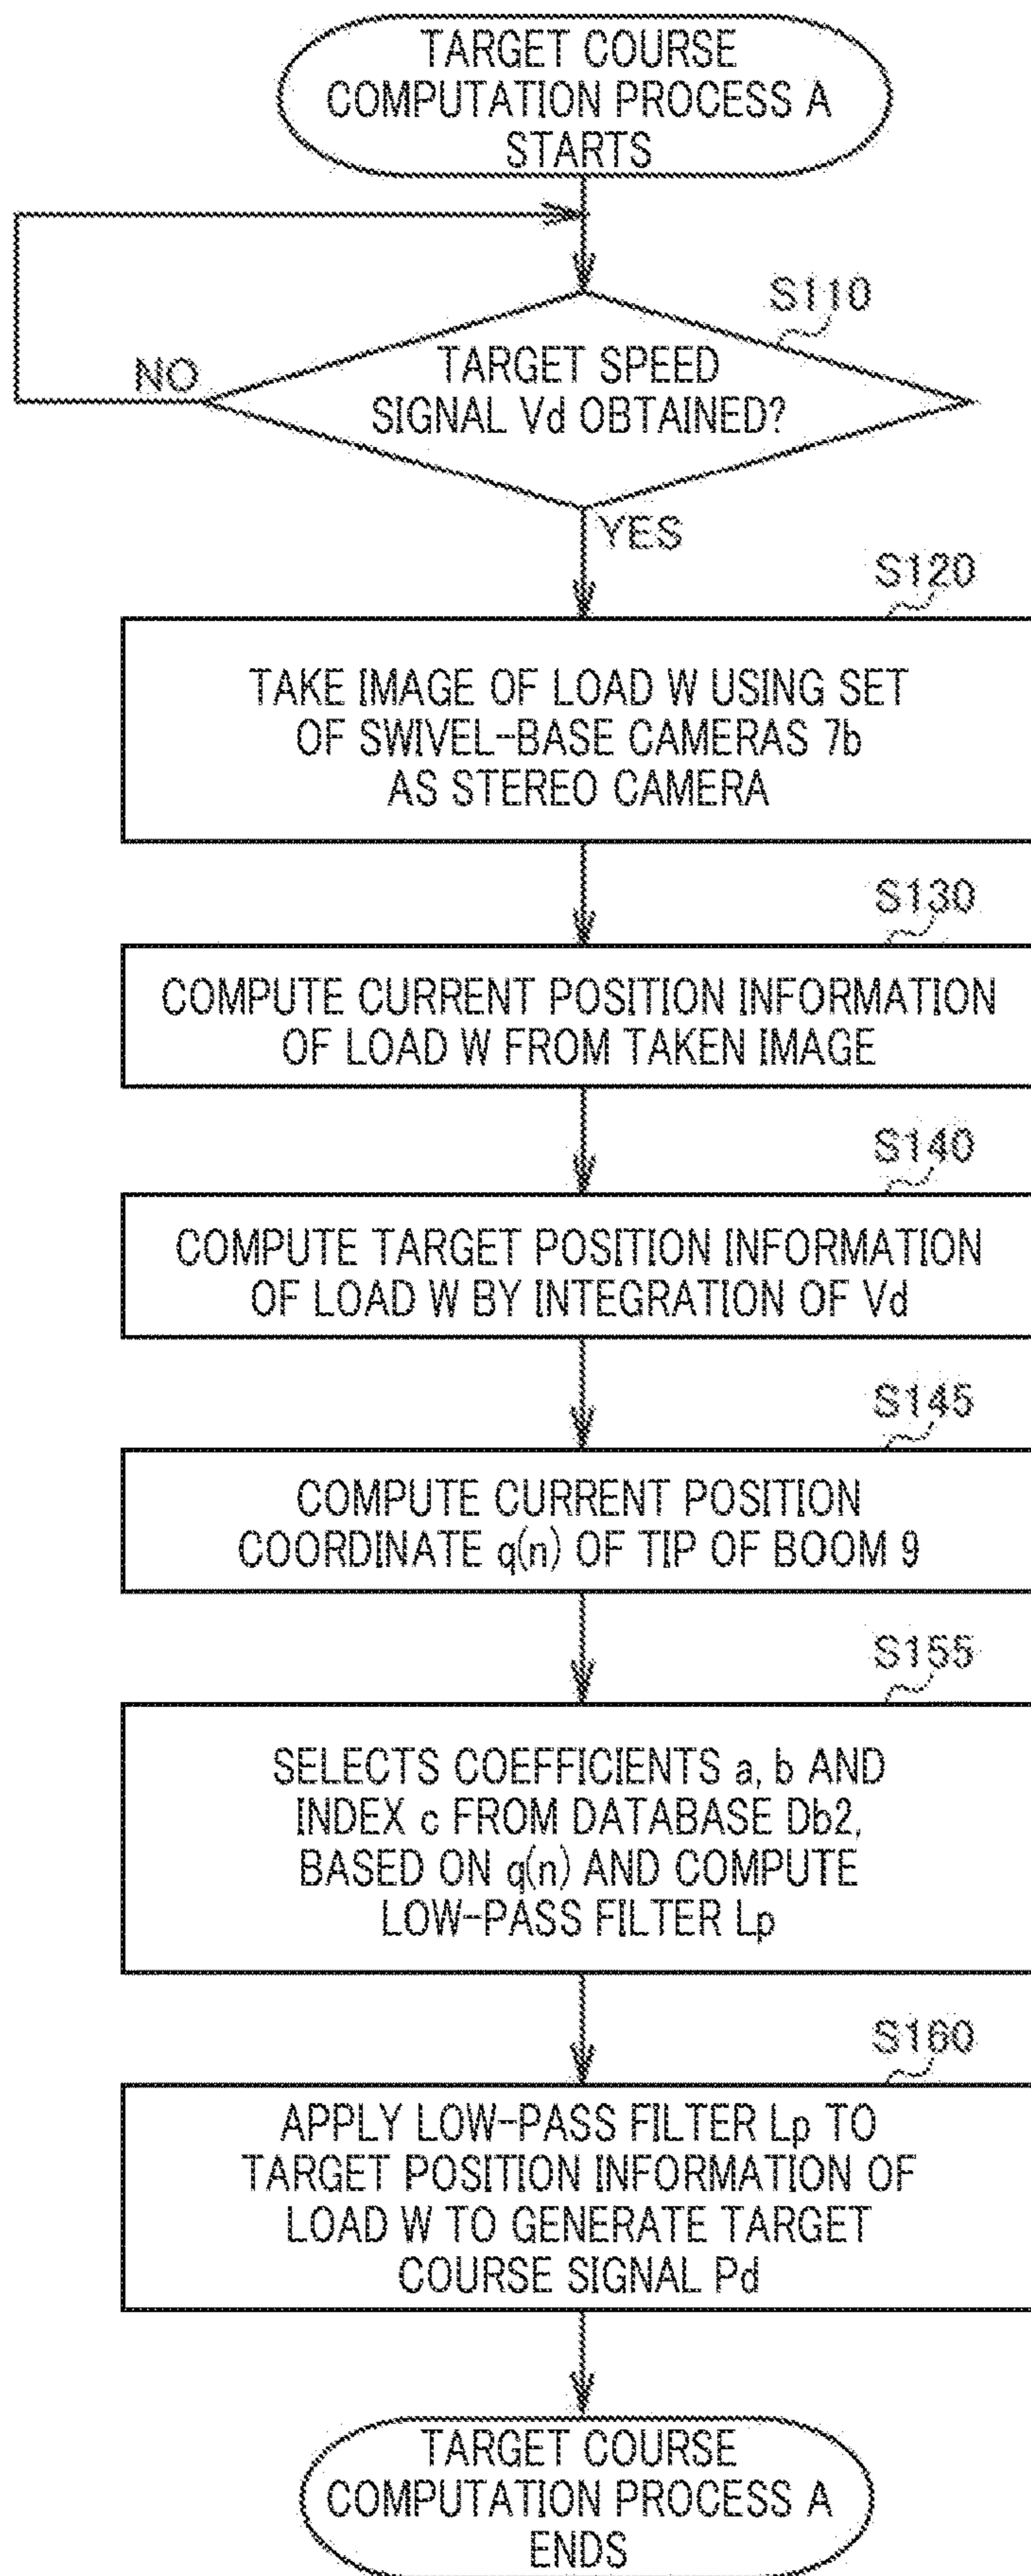 TARGET COURSE
COMPUTATION PROCESS A
STARTS
S110
TARGET SPEED
SIGNAL Vd OBTAINED?
NO
YES
S120
TAKE IMAGE OF LOAD W USING SET
OF SWIVEL-BASE CAMERAS 7b
AS STEREO CAMERA
S130
COMPUTE CURRENT POSITION INFORMATION
OF LOAD W FROM TAKEN IMAGE
S140
COMPUTE TARGET POSITION INFORMATION
OF LOAD W BY INTEGRATION OF Vd
S145
COMPUTE CURRENT POSITION
COORDINATE q(n) OF TIP OF BOOM 9
S155
SELECTS COEFFICIENTS a, b AND
INDEX c FROM DATABASE Db2,
BASED ON q(n) AND COMPUTE
LOW-PASS FILTER Lp
S160
APPLY LOW-PASS FILTER Lp TO
TARGET POSITION INFORMATION OF
LOAD W TO GENERATE TARGET
COURSE SIGNAL Pd
TARGET COURSE
COMPUTATION PROCESS A
ENDS